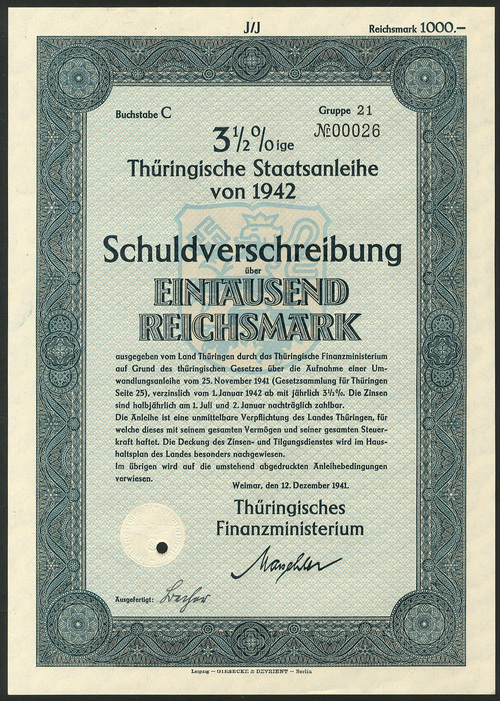 J/J
Reichsmark 1000.—
Buchstabe C
Gruppe 21
№00026
3½%ige
Thüringische Staatsanleihe
von 1942
Schuldverschreibung
über
EINTAUSEND
REICHSMARK
ausgegeben vom Land Thüringen durch das Thüringische Finanzministerium
auf Grund des thüringischen Gesetzes über die Aufnahme einer Um-
wandlungsanleihe vom 25. November 1941 (Gesetzsammlung für Thüringen
Seite 25), verzinslich vom 1. Januar 1942 ab mit jährlich 3½%. Die Zinsen
sind halbjährlich am 1. Juli und 2. Januar nachträglich zahlbar.
Die Anleihe ist eine unmittelbare Verpflichtung des Landes Thüringen, für
welche dieses mit seinem gesamten Vermögen und seiner gesamten Steuer-
kraft haftet. Die Deckung des Zinsen- und Tilgungsdienstes wird im Haus-
haltsplan des Landes besonders nachgewiesen.
Im übrigen wird auf die umstehend abgedruckten Anleihebedingungen
verwiesen.
Weimar, den 12. Dezember 1941.
Thüringisches
Finanzministerium
Ausgefertigt:
Leipzig — GIESECKE & DEVRIENT — Berlin